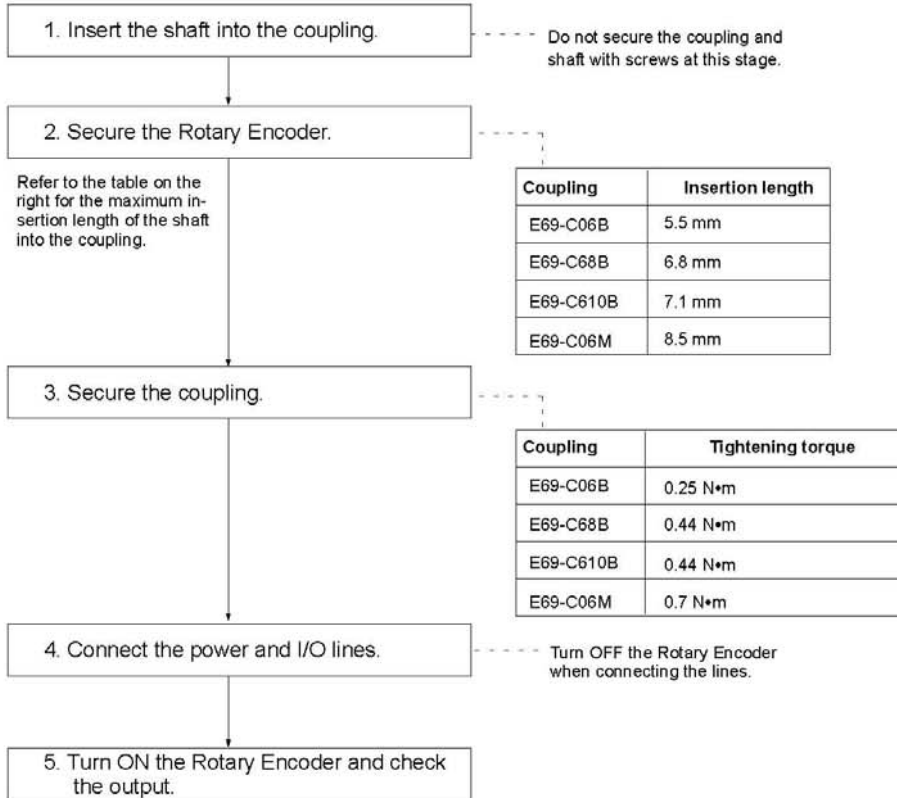 1. Insert the shaft into the coupling.
Do not secure the coupling and
shaft with screws at this stage.
2. Secure the Rotary Encoder.
Refer to the table on the
right for the maximum in-
sertion length of the shaft
into the coupling.
Coupling Insertion length
E69-C06B 5.5 mm
E69-C68B 6.8 mm
E69-C610B 7.1 mm
E69-C06M 8.5 mm
3. Secure the coupling.
Coupling Tightening torque
E69-C06B 0.25 N•m
E69-C68B 0.44 N•m
E69-C610B 0.44 N•m
E69-C06M 0.7 N•m
4. Connect the power and I/O lines.
Turn OFF the Rotary Encoder
when connecting the lines.
5. Turn ON the Rotary Encoder and check
the output.